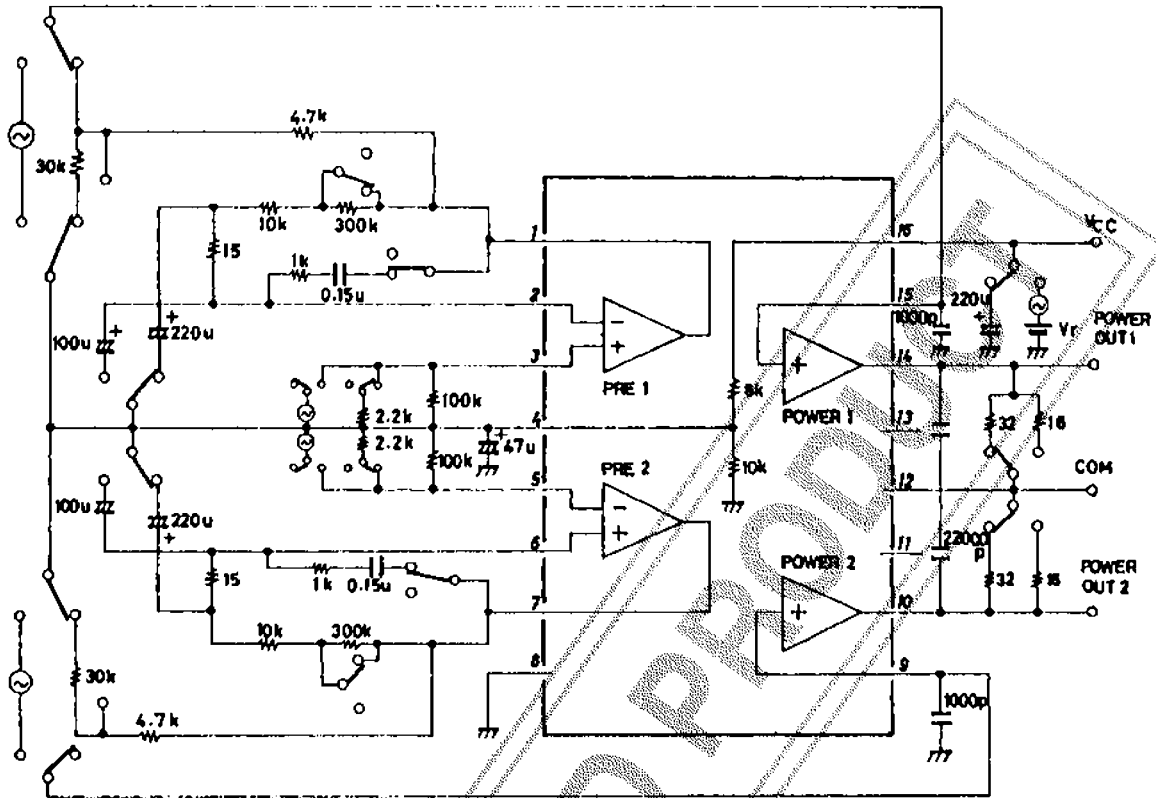 4.7k
30k
10k
300k
15
1k
0.15u
1
2
3
4
5
6
7
8
16
15
14
13
12
11
10
9
VCC
220u
1000p
Vr
POWER
OUT1
100u
220u
PRE 1
POWER 1
100k
2.2k
2.2k
100k
47u
10k
32
16
COM
PRE 2
100u
220u
22000
p
POWER 2
32
16
POWER
OUT 2
15
1k
0.15u
10k
300k
30k
4.7k
1000p
D PRODUCT